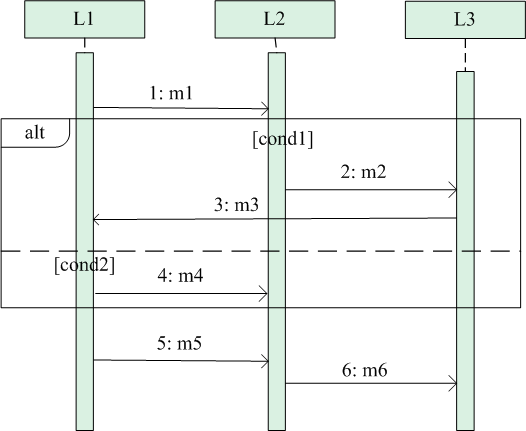 L1
L2
L3
1: m1
alt
[cond1]
2: m2
3: m3
[cond2]
4: m4
5: m5
6: m6